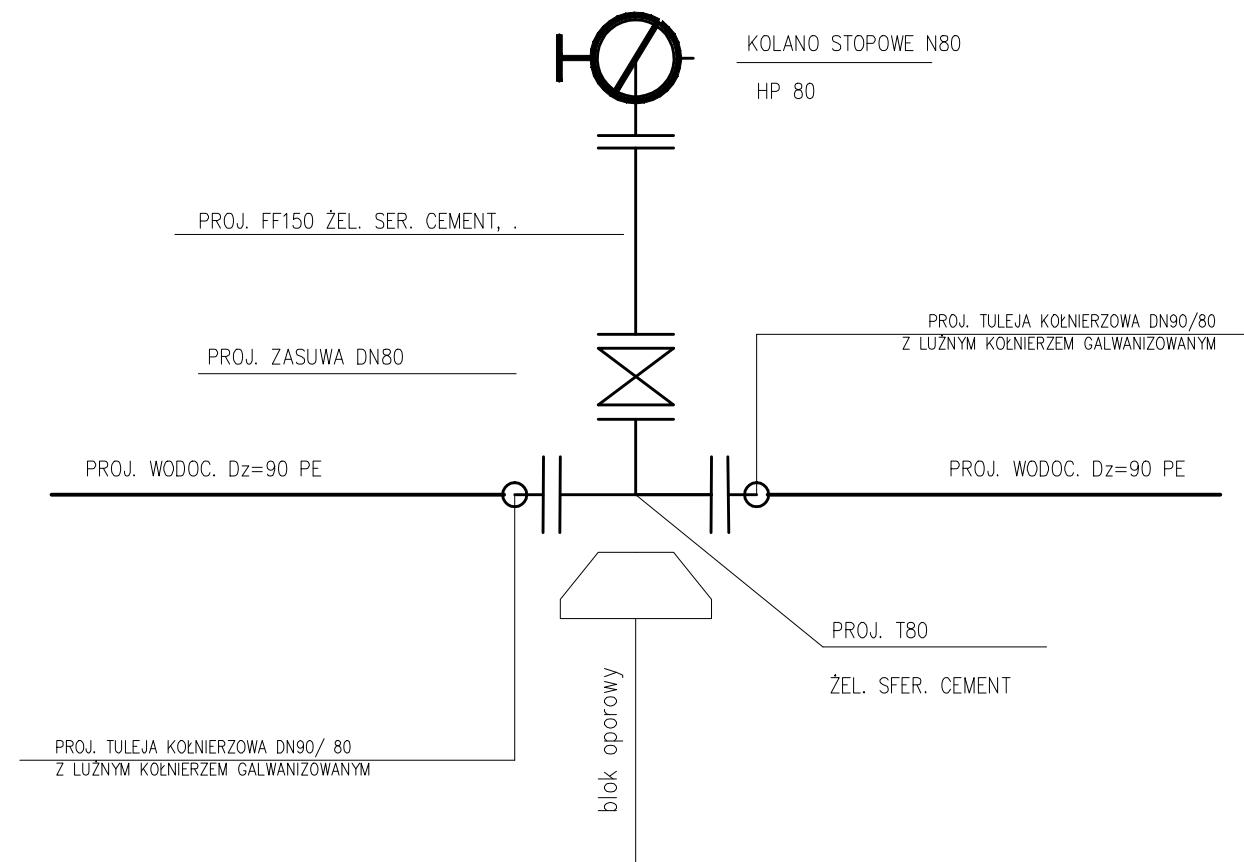 KOLANO STOPOWE N80
HP 80
PROJ. FF150 ŻEL. SER. CEMENT, .
PROJ. TULEJA KOŁNIERZOWA DN90/80
Z LUŻNYM KOŁNIERZEM GALWANIZOWANYM
PROJ. ZASUWA DN80
PROJ. WODOC. Dz=90 PE
PROJ. WODOC. Dz=90 PE
PROJ. T80
ŻEL. SFER. CEMENT
blok oporowy
PROJ. TULEJA KOŁNIERZOWA DN90/ 80
Z LUŻNYM KOŁNIERZEM GALWANIZOWANYM